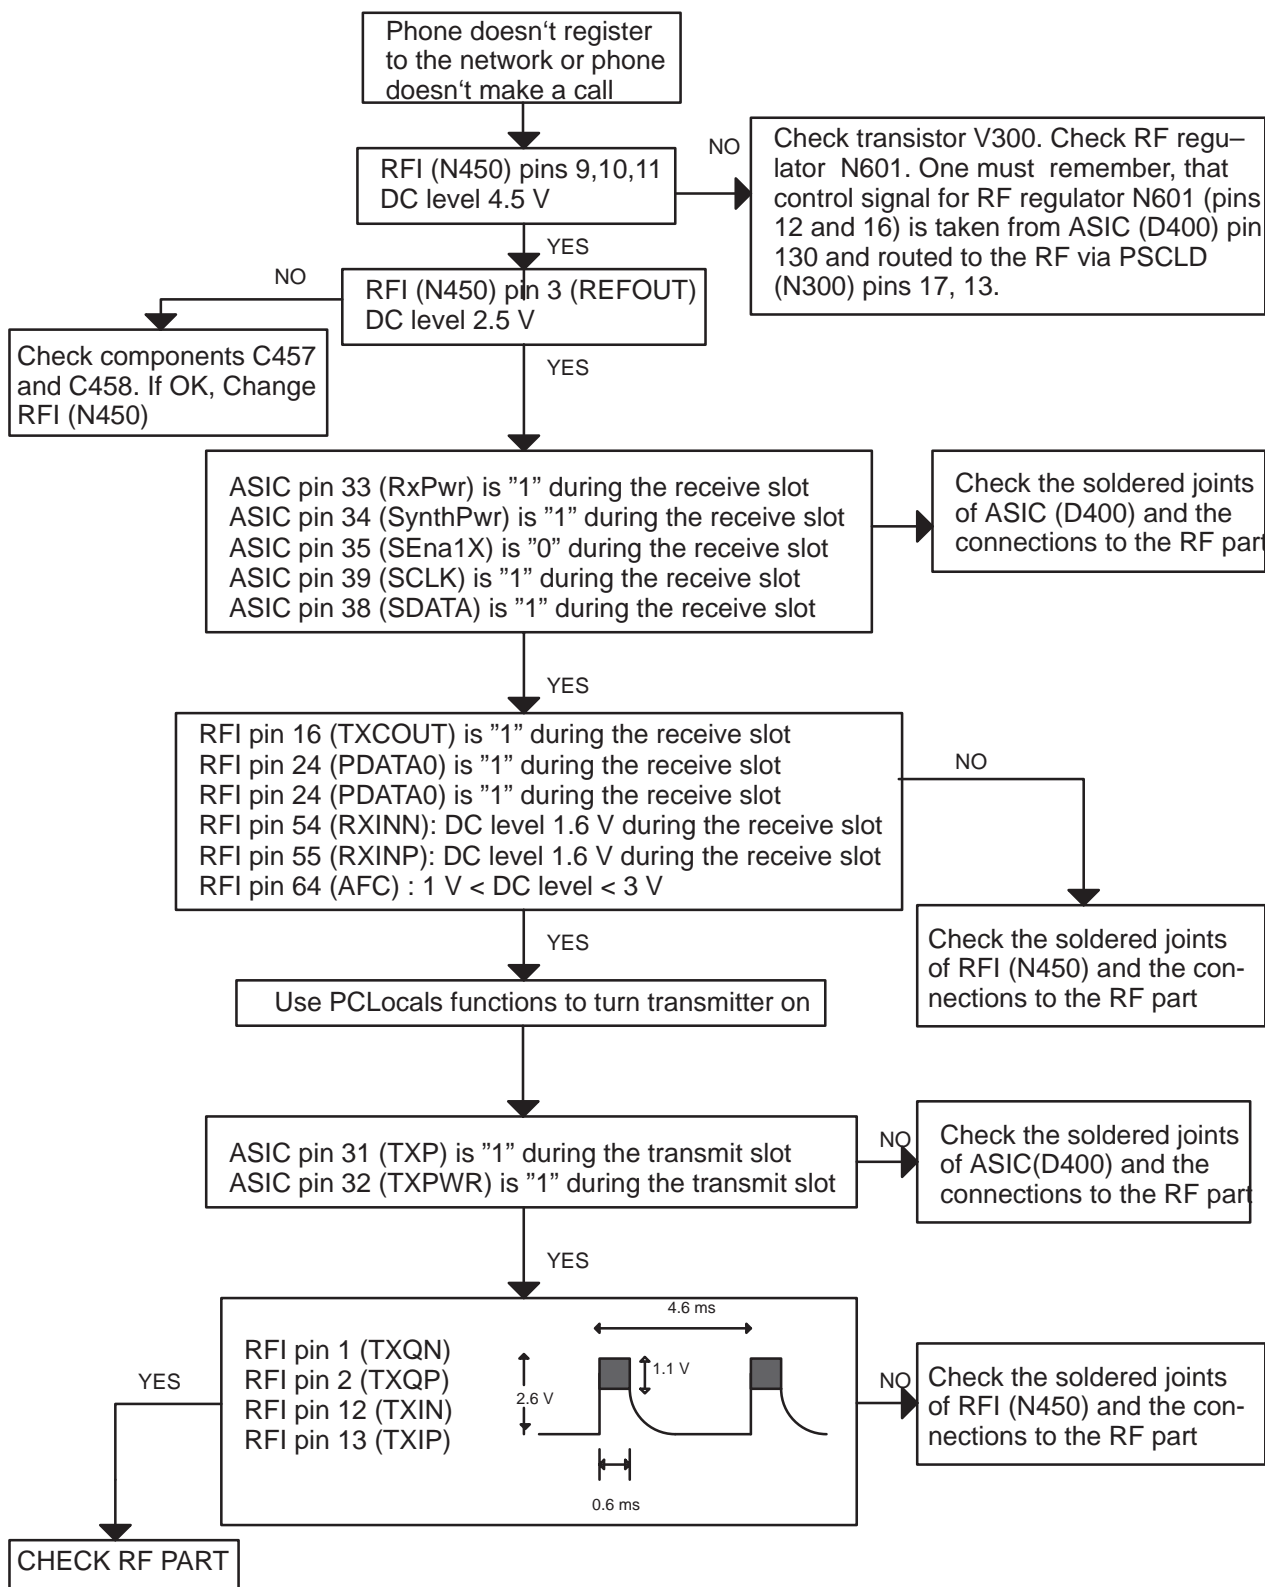 Phone doesn‘t register
to the network or phone
doesn‘t make a call
NO
Check transistor V300. Check RF regu–
lator N601. One must remember, that
control signal for RF regulator N601 (pins
12 and 16) is taken from ASIC (D400) pin
130 and routed to the RF via PSCLD
(N300) pins 17, 13.
RFI (N450) pins 9,10,11
DC level 4.5 V
YES
NO
RFI (N450) pin 3 (REFOUT)
DC level 2.5 V
Check components C457
and C458. If OK, Change
RFI (N450)
YES
ASIC pin 33 (RxPwr) is ”1” during the receive slot
ASIC pin 34 (SynthPwr) is ”1” during the receive slot
ASIC pin 35 (SEna1X) is ”0” during the receive slot
ASIC pin 39 (SCLK) is ”1” during the receive slot
ASIC pin 38 (SDATA) is ”1” during the receive slot
Check the soldered joints
of ASIC (D400) and the
connections to the RF part
YES
RFI pin 16 (TXCOUT) is ”1” during the receive slot
RFI pin 24 (PDATA0) is ”1” during the receive slot
RFI pin 24 (PDATA0) is ”1” during the receive slot
RFI pin 54 (RXINN): DC level 1.6 V during the receive slot
RFI pin 55 (RXINP): DC level 1.6 V during the receive slot
RFI pin 64 (AFC) : 1 V < DC level < 3 V
NO
Check the soldered joints
of RFI (N450) and the con-
nections to the RF part
YES
Use PCLocals functions to turn transmitter on
ASIC pin 31 (TXP) is ”1” during the transmit slot
ASIC pin 32 (TXPWR) is ”1” during the transmit slot
NO
Check the soldered joints
of ASIC(D400) and the
connections to the RF part
YES
RFI pin 1 (TXQN)
RFI pin 2 (TXQP)
RFI pin 12 (TXIN)
RFI pin 13 (TXIP)
4.6 ms
1.1 V
2.6 V
0.6 ms
NO
Check the soldered joints
of RFI (N450) and the con-
nections to the RF part
YES
CHECK RF PART